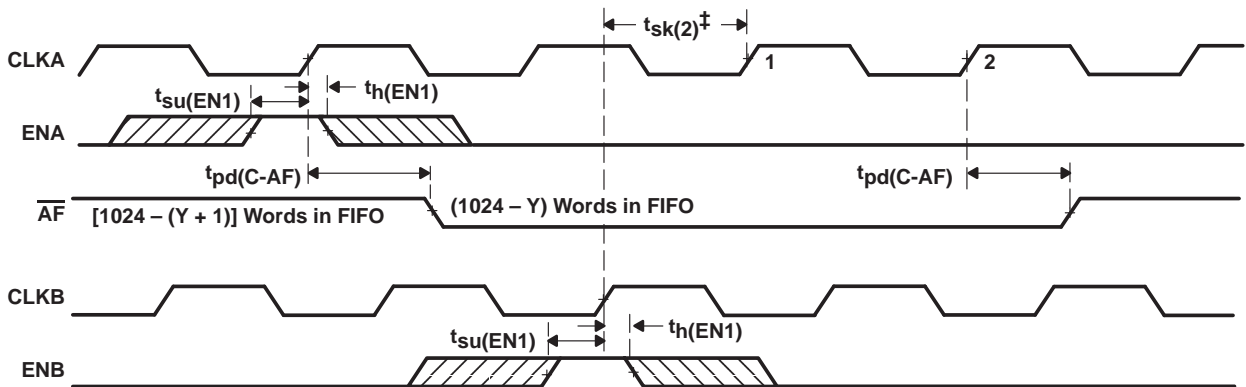 tsk(2)‡
CLKA
1
2
tsu(EN1)
th(EN1)
ENA
tpd(C-AF)
tpd(C-AF)
AF
[1024 – (Y + 1)] Words in FIFO
(1024 – Y) Words in FIFO
CLKB
tsu(EN1)
th(EN1)
ENB